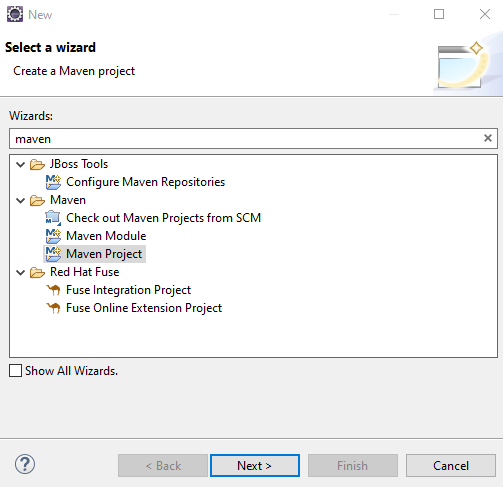 New
Select a wizard
Create a Maven project
Wizards:
maven
JBoss Tools
Configure Maven Repositories
Maven
Check out Maven Projects from SCM
Maven Module
Maven Project
Red Hat Fuse
Fuse Integration Project
Fuse Online Extension Project
Show All Wizards.
< Back
Next >
Finish
Cancel